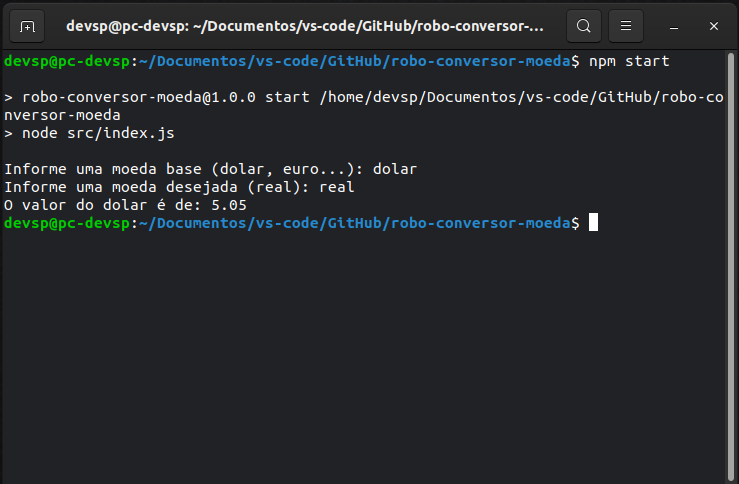 devsp@pc-devsp: ~/Documentos/vs-code/GitHub/robo-conversor-...
devsp@pc-devsp:~/Documentos/vs-code/GitHub/robo-conversor-moeda$ npm start
> robo-conversor-moeda@1.0.0 start /home/devsp/Documentos/vs-code/GitHub/robo-co
nversor-moeda
> node src/index.js
Informe uma moeda base (dolar, euro...): dolar
Informe uma moeda desejada (real): real
O valor do dolar é de: 5.05
devsp@pc-devsp:~/Documentos/vs-code/GitHub/robo-conversor-moeda$